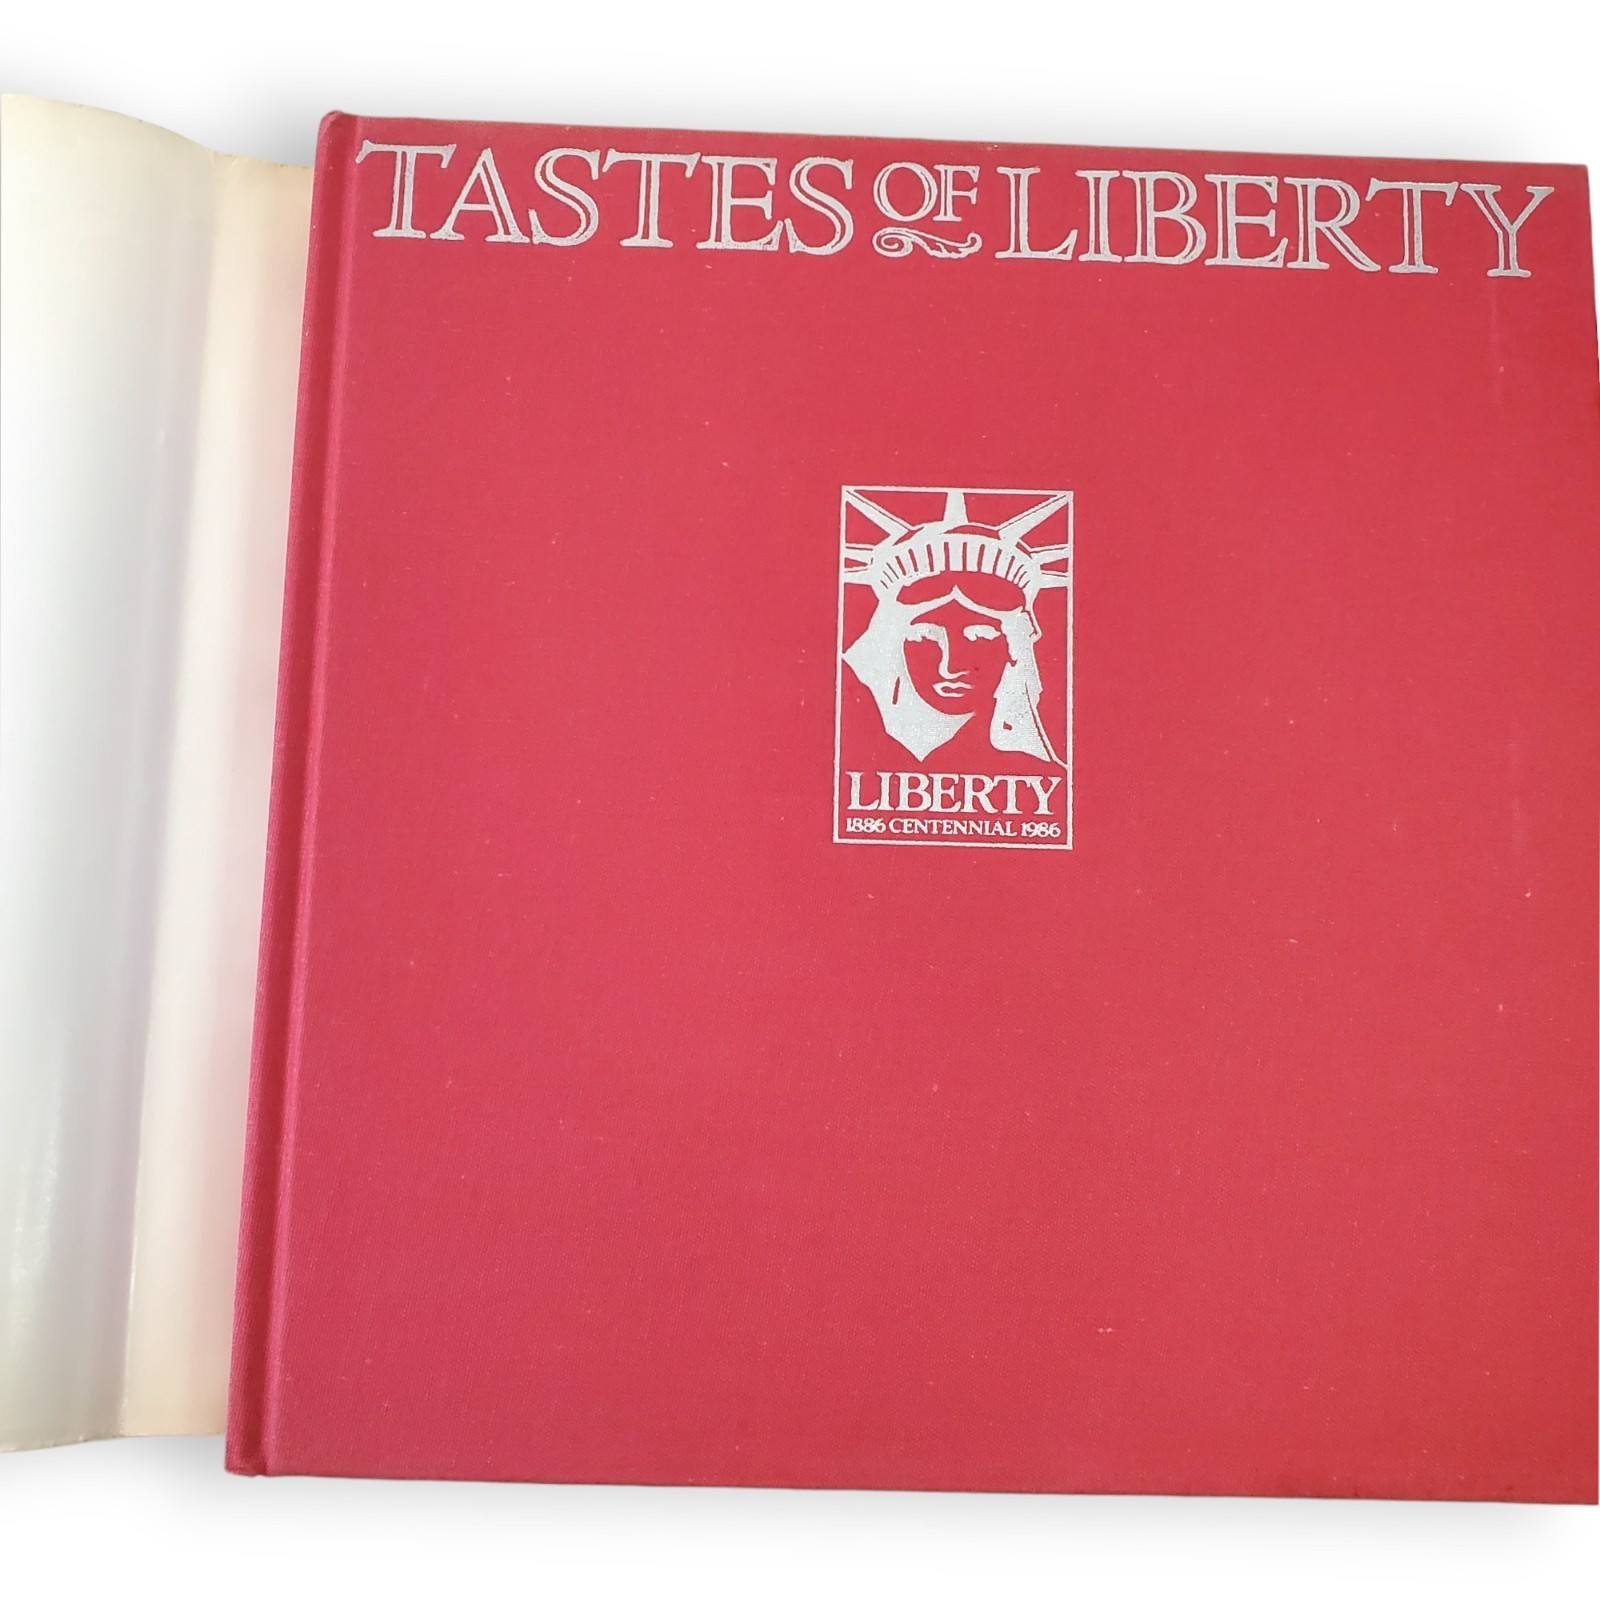 TASTES OF LIBERTY
LIBERTY
1886 CENTENNIAL 1986